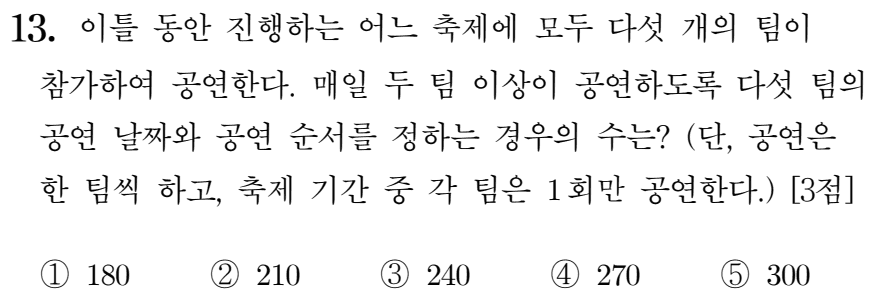 13. 이틀 동안 진행하는 어느 축제에 모두 다섯 개의 팀이
참가하여 공연한다. 매일 두 팀 이상이 공연하도록 다섯 팀의
공연 날짜와 공연 순서를 정하는 경우의 수는? (단, 공연은
한 팀씩 하고, 축제 기간 중 각 팀은 1회만 공연한다.) [3점]
① 180 ② 210 ③ 240 ④ 270 ⑤ 300